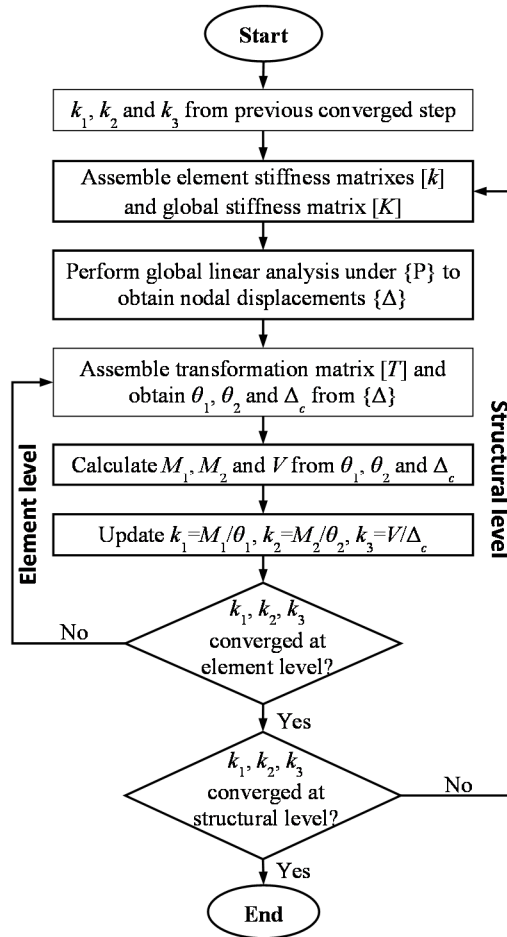 Start
k₁, k₂ and k₃ from previous converged step
Assemble element stiffness matrixes [k]
and global stiffness matrix [K]
Perform global linear analysis under {P} to
obtain nodal displacements {Δ}
Assemble transformation matrix [T] and
obtain θ₁, θ₂ and Δc from {Δ}
Calculate M₁, M₂ and V from θ₁, θ₂ and Δc
Update k₁=M₁/θ₁, k₂=M₂/θ₂, k₃=V/Δc
Element level
Structural level
k₁, k₂, k₃
converged at
element level?
No
Yes
k₁, k₂, k₃
converged at
structural level?
No
Yes
End